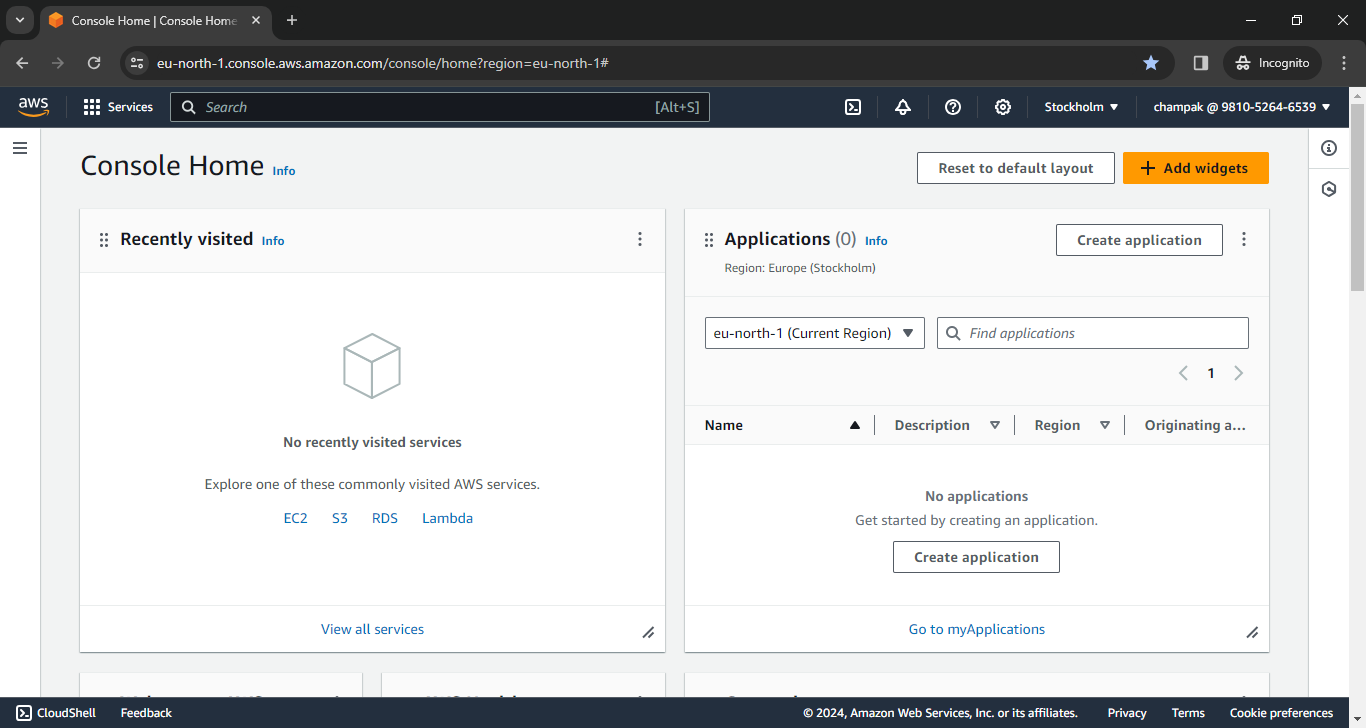 Console Home | Console Home
eu-north-1.console.aws.amazon.com/console/home?region=eu-north-1#
Incognito
aws
Services
Search
[Alt+S]
Stockholm
champak @ 9810-5264-6539
Console Home Info
Reset to default layout
Add widgets
Recently visited Info
No recently visited services
Explore one of these commonly visited AWS services.
EC2 S3 RDS Lambda
View all services
Applications (0) Info
Create application
Region: Europe (Stockholm)
eu-north-1 (Current Region)
Find applications
1
Name Description Region Originating a...
No applications
Get started by creating an application.
Create application
Go to myApplications
CloudShell Feedback
© 2024, Amazon Web Services, Inc. or its affiliates. Privacy Terms Cookie preferences